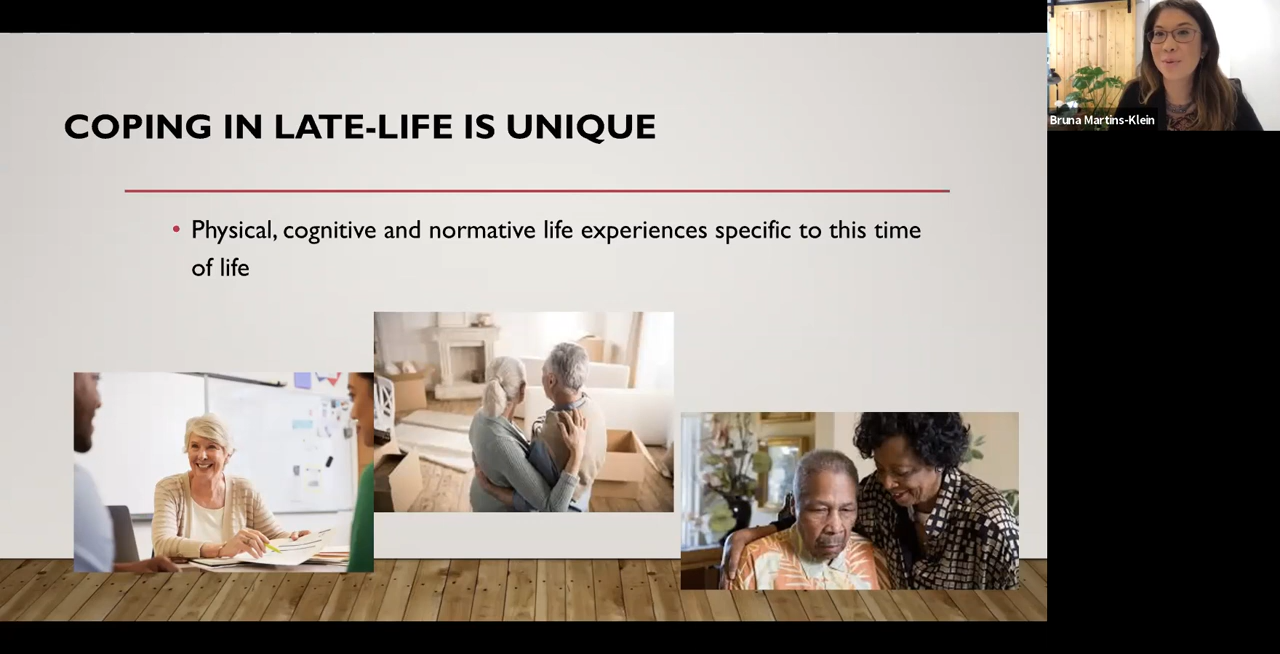 COPING IN LATE-LIFE IS UNIQUE
• Physical, cognitive and normative life experiences specific to this time
of life
Bruna Martins-Klein